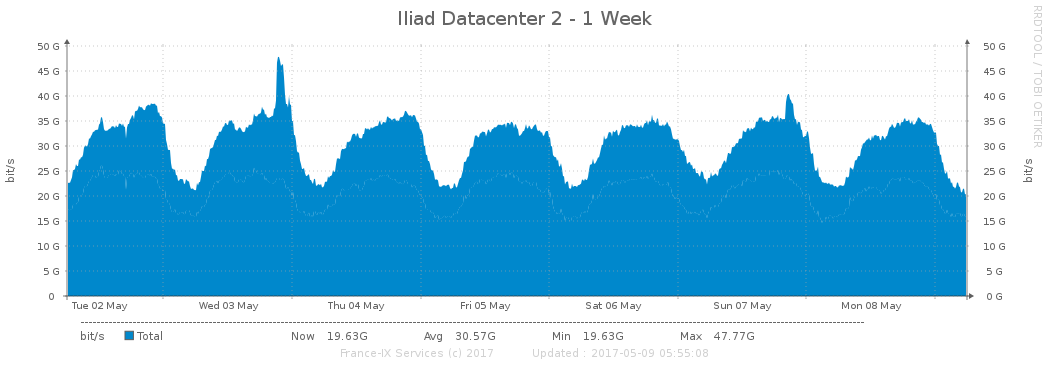 Iliad Datacenter 2 - 1 Week
RRDTOOL / TOBI OETIKER
bit/s
50 G
45 G
40 G
35 G
30 G
25 G
20 G
15 G
10 G
5 G
0
50 G
45 G
40 G
35 G
30 G
25 G
20 G
15 G
10 G
5 G
0 G
bit/s
Tue 02 May Wed 03 May Thu 04 May Fri 05 May Sat 06 May Sun 07 May Mon 08 May
bit/s Total Now 19.63G Avg 30.57G Min 19.63G Max 47.77G
France-IX Services (c) 2017 Updated : 2017-05-09 05:55:08